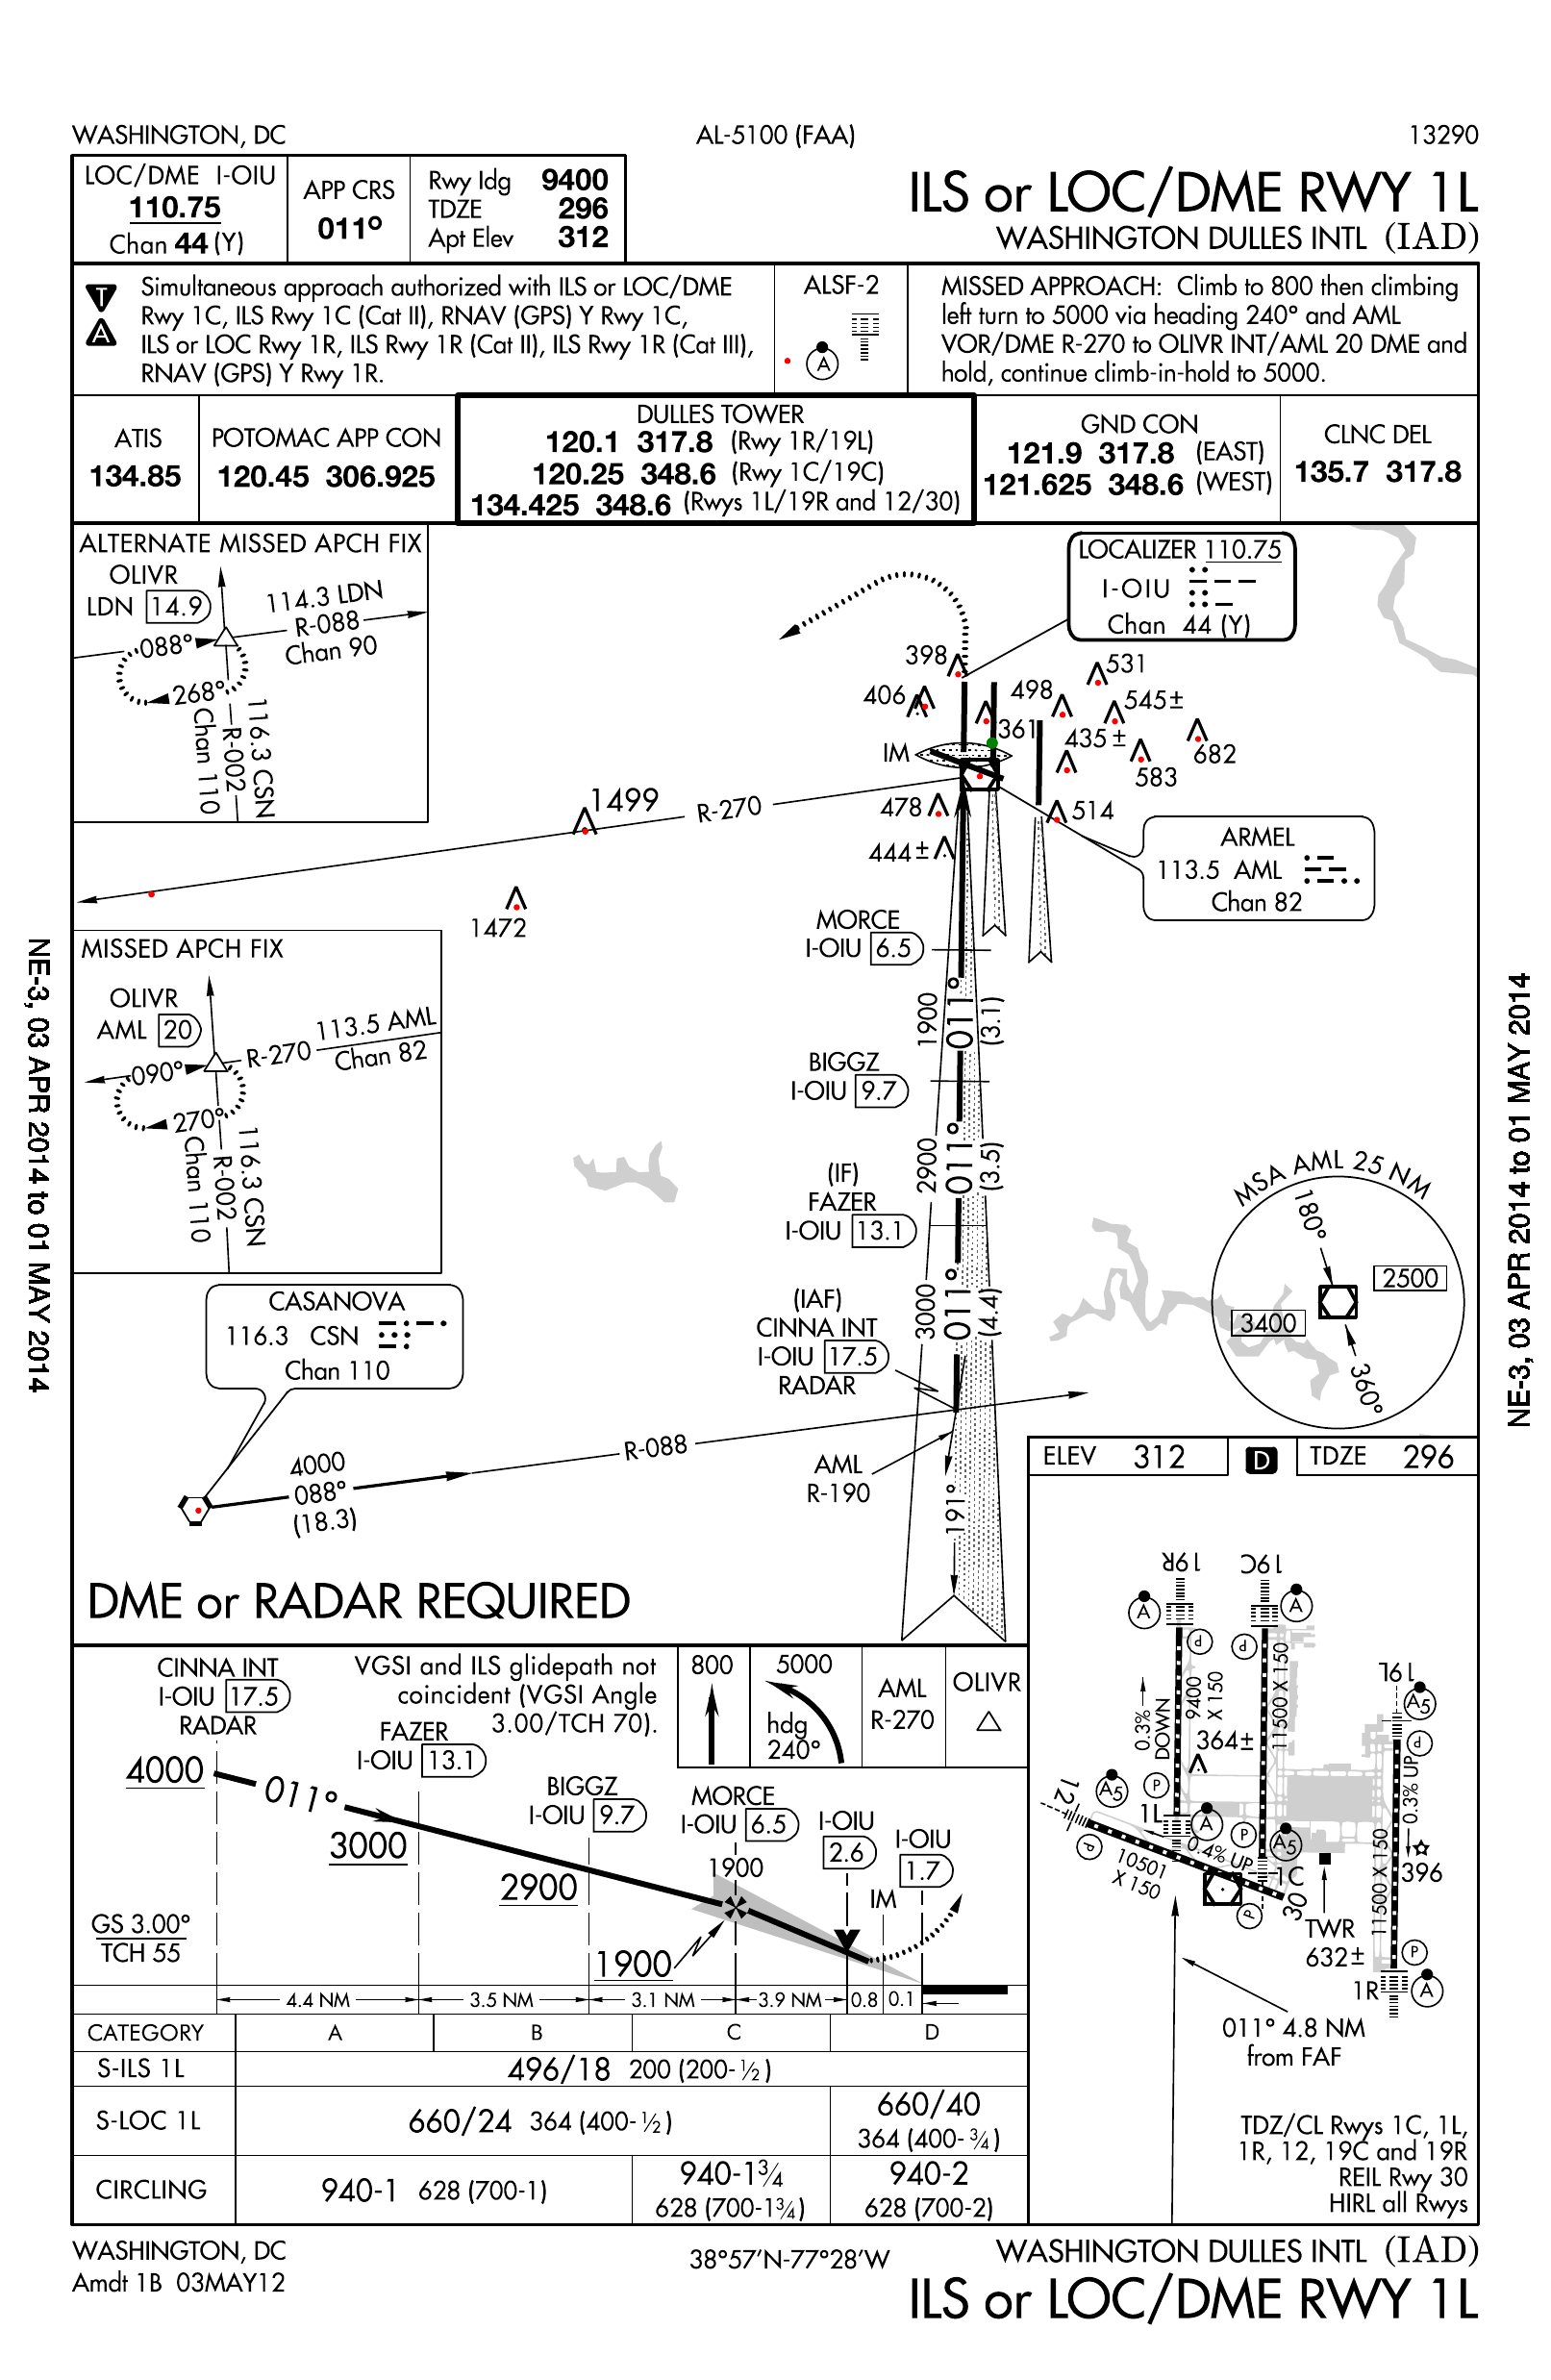 WASHINGTON, DC
AL-5100 (FAA)
13290
LOC/DME I-OIU
110.75
Chan 44 (Y)
APP CRS
011°
Rwy Idg 9400
TDZE 296
Apt Elev 312
ILS or LOC/DME RWY 1L
WASHINGTON DULLES INTL (IAD)
T
A
Simultaneous approach authorized with ILS or LOC/DME
Rwy 1C, ILS Rwy 1C (Cat II), RNAV (GPS) Y Rwy 1C,
ILS or LOC Rwy 1R, ILS Rwy 1R (Cat II), ILS Rwy 1R (Cat III),
RNAV (GPS) Y Rwy 1R.
ALSF-2
A
MISSED APPROACH: Climb to 800 then climbing
left turn to 5000 via heading 240° and AML
VOR/DME R-270 to OLIVR INT/AML 20 DME and
hold, continue climb-in-hold to 5000.
ATIS
134.85
POTOMAC APP CON
120.45 306.925
DULLES TOWER
120.1 317.8 (Rwy 1R/19L)
120.25 348.6 (Rwy 1C/19C)
134.425 348.6 (Rwys 1L/19R and 12/30)
GND CON
121.9 317.8 (EAST)
121.625 348.6 (WEST)
CLNC DEL
135.7 317.8
ALTERNATE MISSED APCH FIX
OLIVR
LDN 14.9
114.3 LDN
R-088
Chan 90
088°
268°
116.3 CSN
R-002
Chan 110
LOCALIZER 110.75
I-OIU
Chan 44 (Y)
398
406
531
498
545±
361
435±
682
583
IM
478
514
444±
1499
R-270
1472
ARMEL
113.5 AML
Chan 82
MISSED APCH FIX
OLIVR
AML 20
113.5 AML
R-270
Chan 82
090°
270°
116.3 CSN
R-002
Chan 110
MORCE
I-OIU 6.5
1900
011°
(3.1)
BIGGZ
I-OIU 9.7
2900
011°
(3.5)
(IF)
FAZER
I-OIU 13.1
3000
011°
(4.4)
(IAF)
CINNA INT
I-OIU 17.5
RADAR
MSA AML 25 NM
180°
2500
3400
360°
CASANOVA
116.3 CSN
Chan 110
4000
088°
(18.3)
R-088
AML
R-190
191°
DME or RADAR REQUIRED
NE-3, 03 APR 2014 to 01 MAY 2014
NE-3, 03 APR 2014 to 01 MAY 2014
ELEV 312
D
TDZE 296
19R
19C
19L
A
A
A5
P
P
P
0.3%
DOWN
9400
X 150
11500 X 150
364±
A5
P
1L
A
P
A5
12
P
0.4% UP
10501
X 150
1C
P
30
0.3% UP
11500 X 150
396
TWR
632±
P
1R
A
011° 4.8 NM
from FAF
TDZ/CL Rwys 1C, 1L,
1R, 12, 19C and 19R
REIL Rwy 30
HIRL all Rwys
CINNA INT
I-OIU 17.5
RADAR
VGSI and ILS glidepath not
coincident (VGSI Angle
3.00/TCH 70).
FAZER
I-OIU 13.1
800
5000
hdg
240°
AML
R-270
OLIVR
4000
011°
3000
BIGGZ
I-OIU 9.7
2900
MORCE
I-OIU 6.5
1900
1900
I-OIU
2.6
I-OIU
1.7
IM
GS 3.00°
TCH 55
4.4 NM
3.5 NM
3.1 NM
3.9 NM
0.8
0.1
CATEGORY A B C D
S-ILS 1L 496/18 200 (200-½)
S-LOC 1L 660/24 364 (400-½)
660/40
364 (400-¾)
CIRCLING 940-1 628 (700-1)
940-1¾
628 (700-1¾)
940-2
628 (700-2)
WASHINGTON, DC
Amdt 1B 03MAY12
38°57'N-77°28'W
WASHINGTON DULLES INTL (IAD)
ILS or LOC/DME RWY 1L